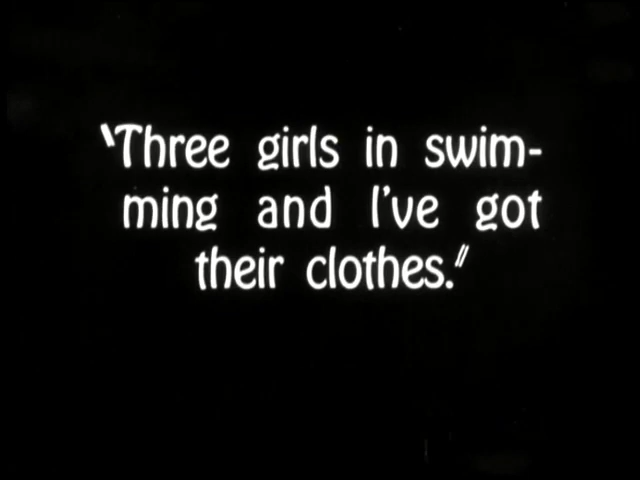 "Three girls in swim-
ming and I've got
their clothes."